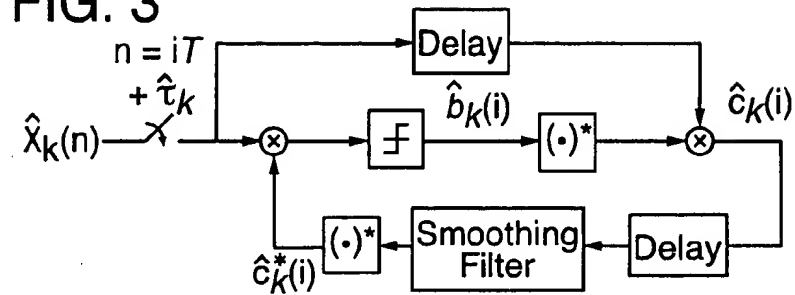 FIG. 3
n = iT
+ τ̂k
x̂k(n)
Delay
b̂k(i)
(·)*
ĉk(i)
ĉ*k(i)
(·)*
Smoothing
Filter
Delay